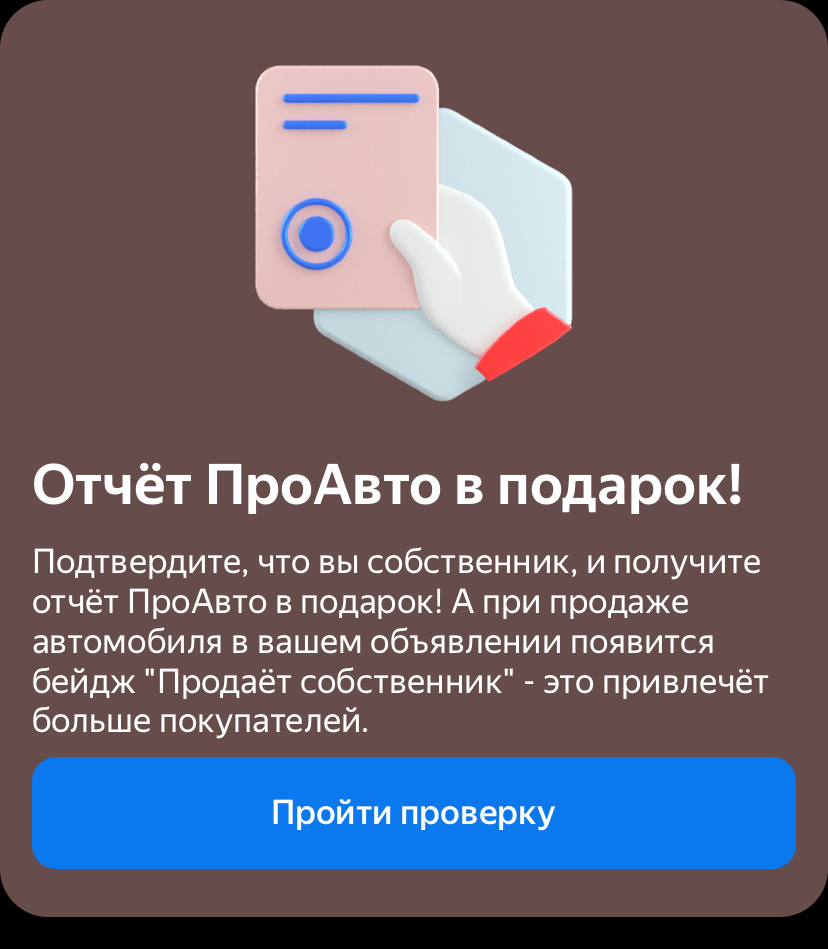 Отчёт ПроАвто в подарок!
Подтвердите, что вы собственник, и получите
отчёт ПроАвто в подарок! А при продаже
автомобиля в вашем объявлении появится
бейдж "Продаёт собственник" - это привлечёт
больше покупателей.
Пройти проверку